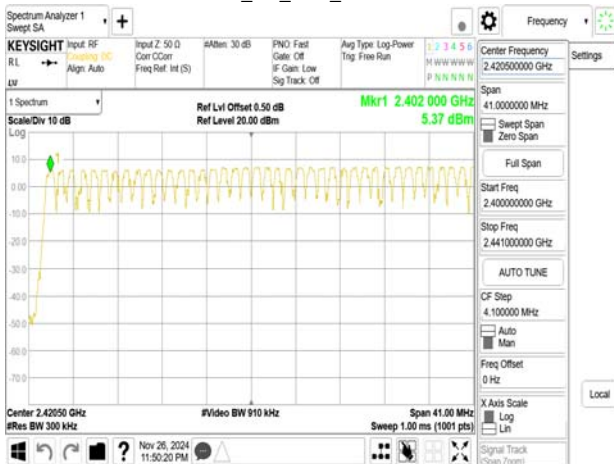 Spectrum Analyzer 1
Swept SA
Frequency
KEYSIGHT
RL
Input: RF
Coupling: DC
Align: Auto
Input Z: 50 Ω
Corr CCorr
Freq Ref: Int (S)
#Atten: 30 dB
PNO: Fast
Gate: Off
IF Gain: Low
Sig Track: Off
Avg Type: Log-Power
Trig: Free Run
1 2 3 4 5 6
M W W W W W
P N N N N N
1 Spectrum
Scale/Div 10 dB
Ref Lvl Offset 0.50 dB
Ref Level 20.00 dBm
Mkr1 2.402 000 GHz
5.37 dBm
Log
1
10.0
0.00
-10.0
-20.0
-30.0
-40.0
-50.0
-60.0
-70.0
Center 2.42050 GHz
#Res BW 300 kHz
#Video BW 910 kHz
Span 41.00 MHz
Sweep 1.00 ms (1001 pts)
Nov 26, 2024
11:50:20 PM
?
Center Frequency
2.420500000 GHz
Settings
Span
41.0000000 MHz
Swept Span
Zero Span
Full Span
Start Freq
2.400000000 GHz
Stop Freq
2.441000000 GHz
AUTO TUNE
CF Step
4.100000 MHz
Auto
Man
Freq Offset
0 Hz
X Axis Scale
Log
Lin
Local
Signal Track
(Span Zoom)